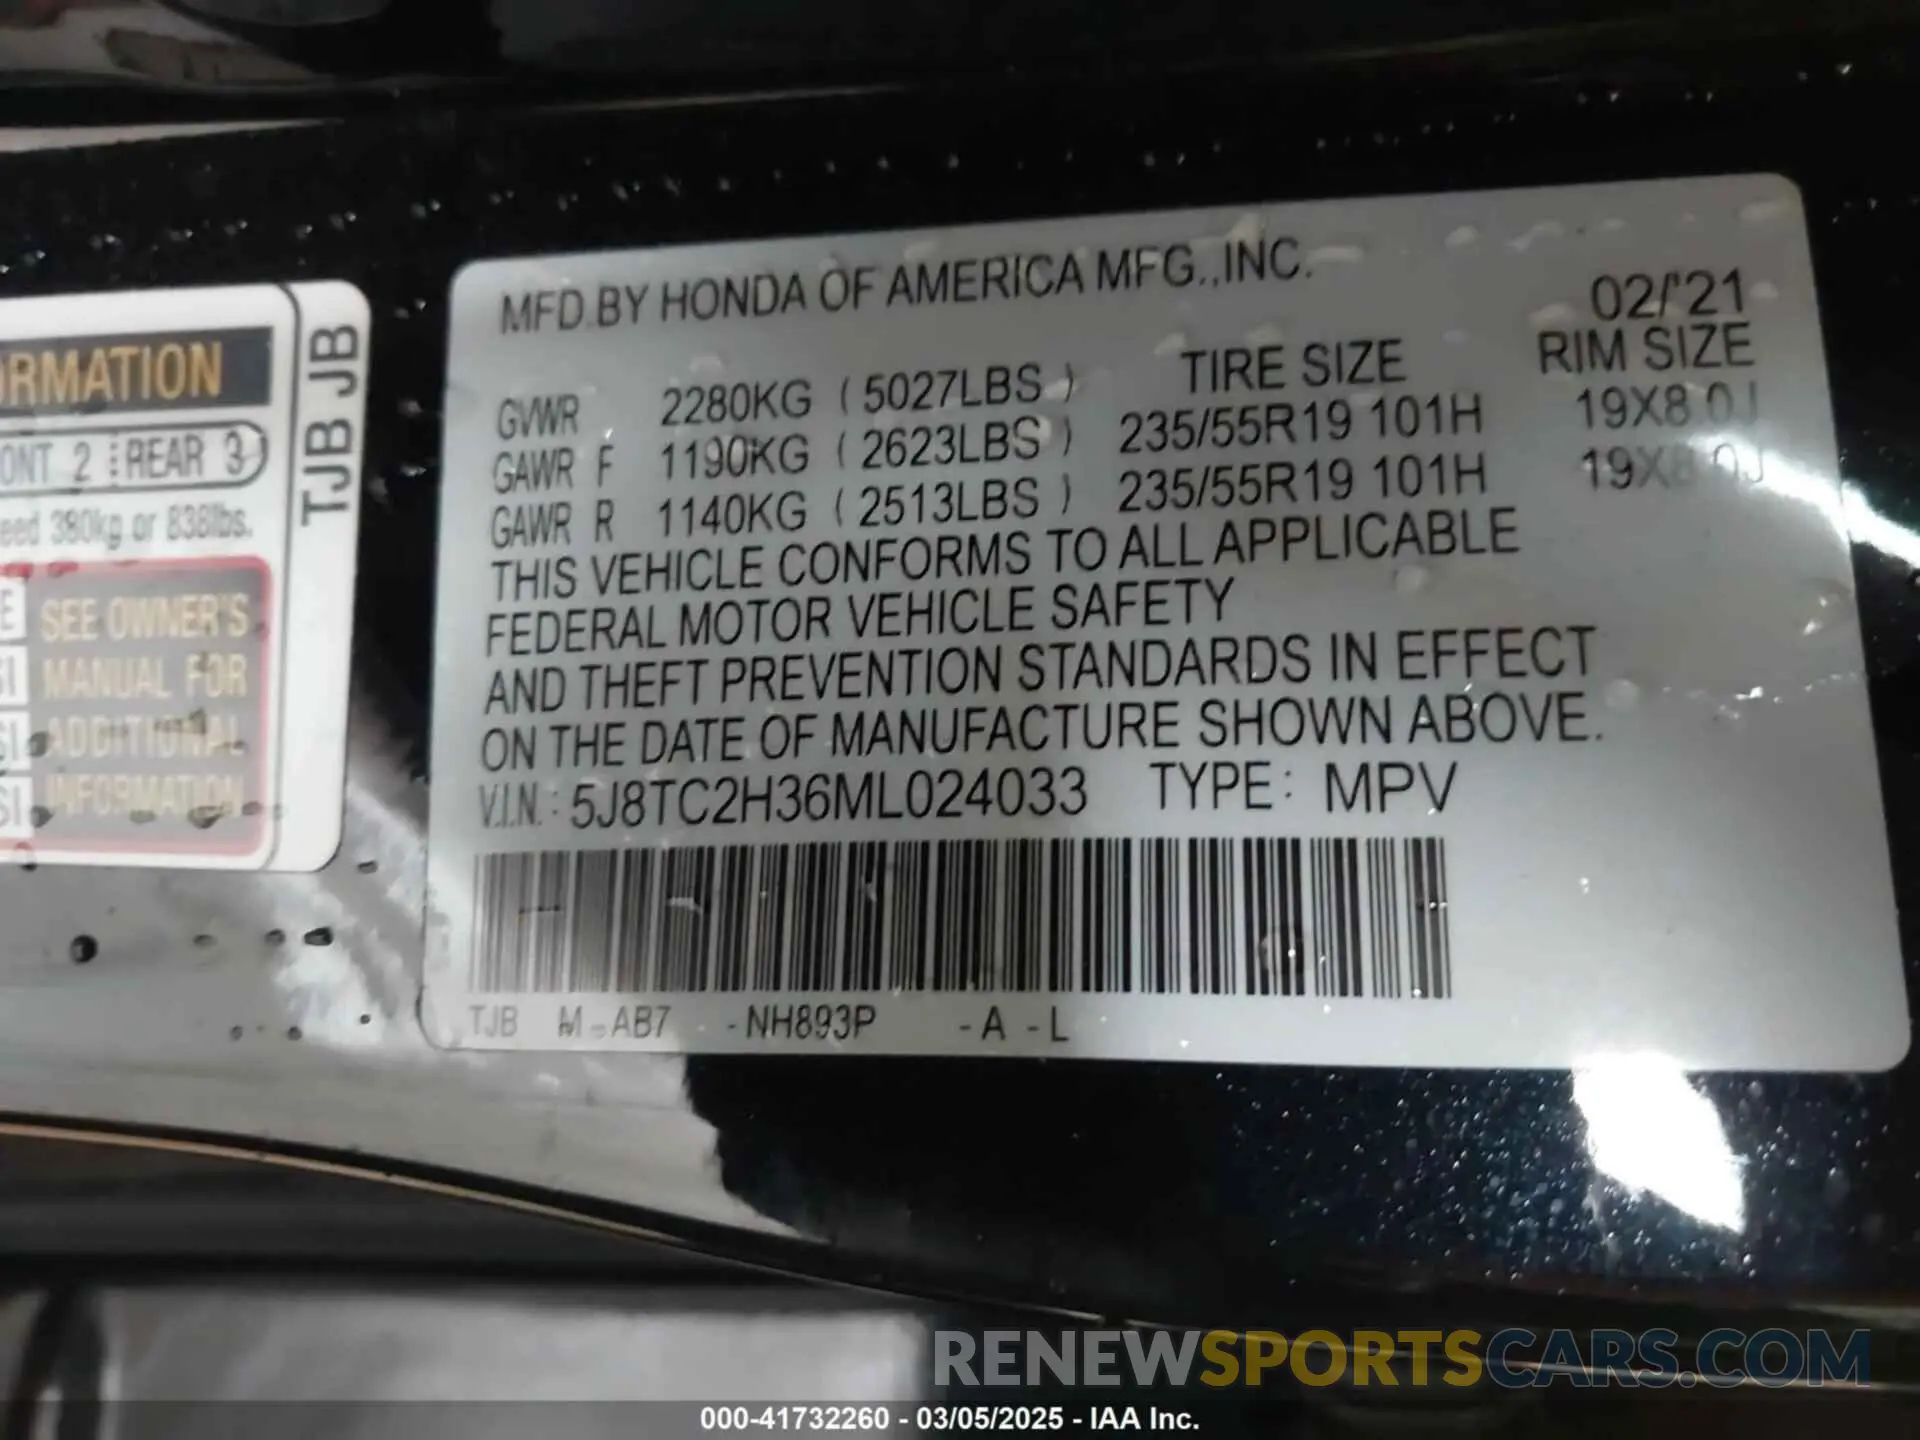 ORMATION
ONT 2 REAR 3
eed 380kg or 838lbs.
SEE OWNER'S
MANUAL FOR
ADDITIONAL
INFORMATION
TJB JB
MFD.BY HONDA OF AMERICA MFG.,INC.
02/'21
TIRE SIZE RIM SIZE
GVWR 2280KG (5027LBS)
GAWR F 1190KG (2623LBS) 235/55R19 101H 19X8.0J
GAWR R 1140KG (2513LBS) 235/55R19 101H 19X8.0J
THIS VEHICLE CONFORMS TO ALL APPLICABLE
FEDERAL MOTOR VEHICLE SAFETY
AND THEFT PREVENTION STANDARDS IN EFFECT
ON THE DATE OF MANUFACTURE SHOWN ABOVE.
V.I.N.: 5J8TC2H36ML024033 TYPE: MPV
TJB M-AB7 -NH893P -A -L
RENEWSPORTSCARS.COM
000-41732260 - 03/05/2025 - IAA Inc.